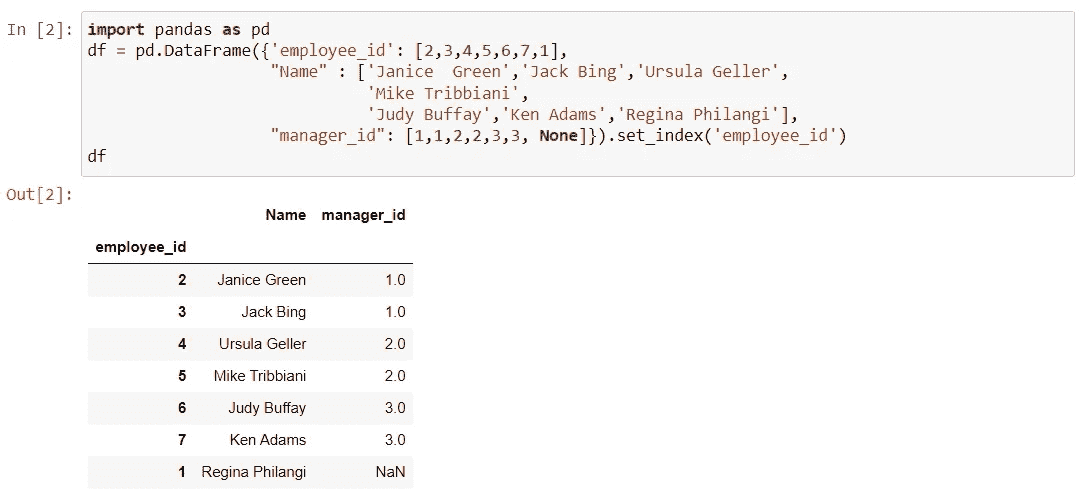 In [2]: import pandas as pd
df = pd.DataFrame({'employee_id': [2,3,4,5,6,7,1],
"Name" : ['Janice  Green','Jack Bing','Ursula Geller',
'Mike Tribbiani',
'Judy Buffay','Ken Adams','Regina Philangi'],
"manager_id": [1,1,2,2,3,3, None]}).set_index('employee_id')
df
Out[2]:
Name manager_id
employee_id
2 Janice Green 1.0
3 Jack Bing 1.0
4 Ursula Geller 2.0
5 Mike Tribbiani 2.0
6 Judy Buffay 3.0
7 Ken Adams 3.0
1 Regina Philangi NaN